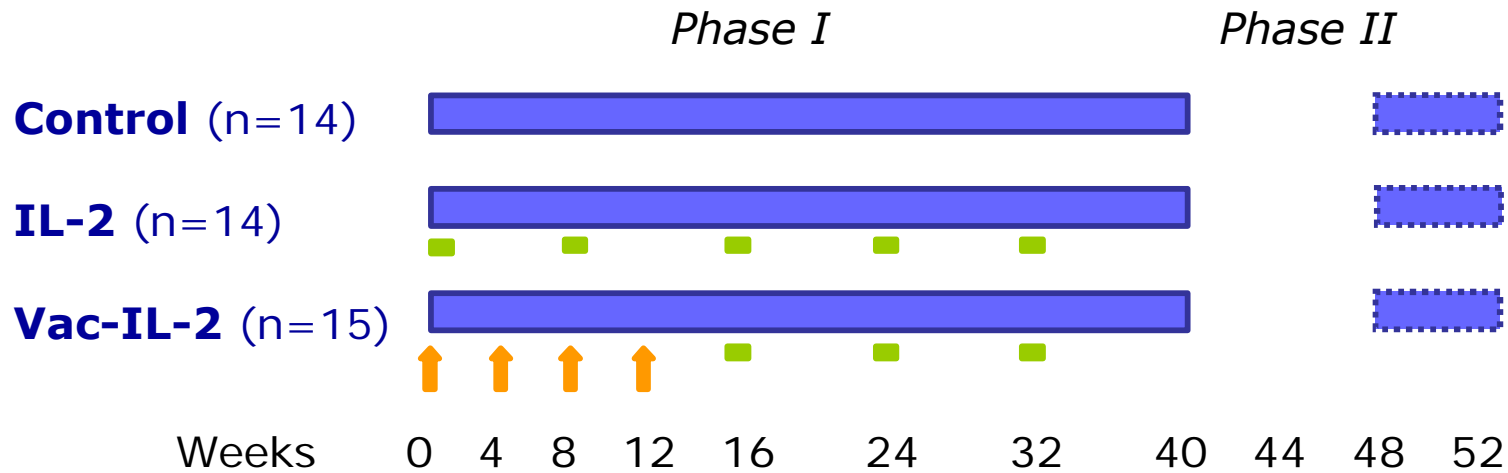 Phase I Phase II
Control (n=14)
IL-2 (n=14)
Vac-IL-2 (n=15)
Weeks 0 4 8 12 16 24 32 40 44 48 52